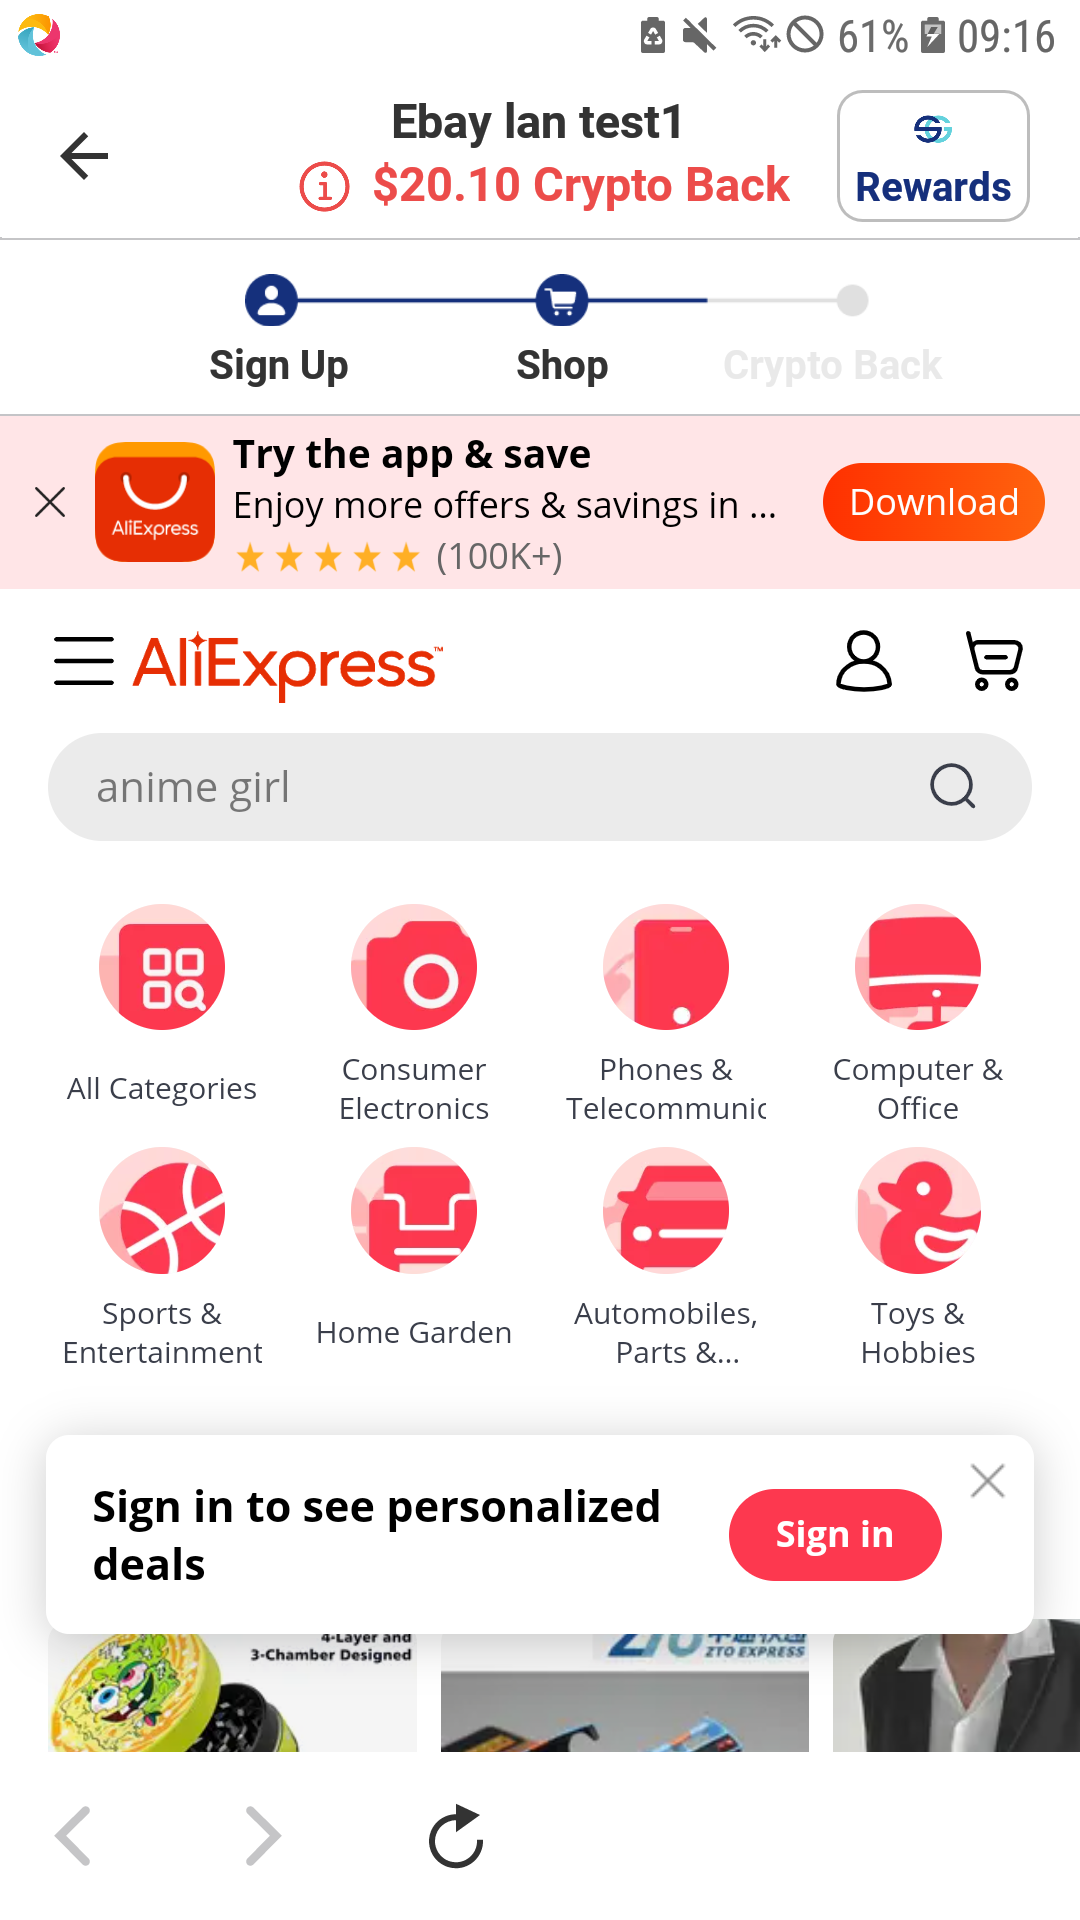 61% 09:16
Ebay lan test1
$20.10 Crypto Back
Rewards
Sign Up
Shop
Crypto Back
Try the app & save
Enjoy more offers & savings in ...
(100K+)
AliExpress
Download
AliExpress™
anime girl
All Categories
Consumer
Electronics
Phones &
Telecommunic
Computer &
Office
Sports &
Entertainment
Home Garden
Automobiles,
Parts &...
Toys &
Hobbies
Sign in to see personalized
deals
Sign in
4-Layer and
3-Chamber Designed
ZTO EXPRESS